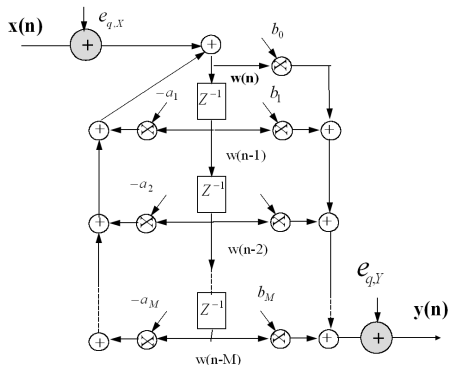 x(n)
e_{q,X}
+
+
b_0
w(n)
Z^{-1}
-a_1
b_1
+
+
w(n-1)
Z^{-1}
-a_2
+
+
w(n-2)
e_{q,Y}
Z^{-1}
-a_M
b_M
y(n)
+
+
+
w(n-M)